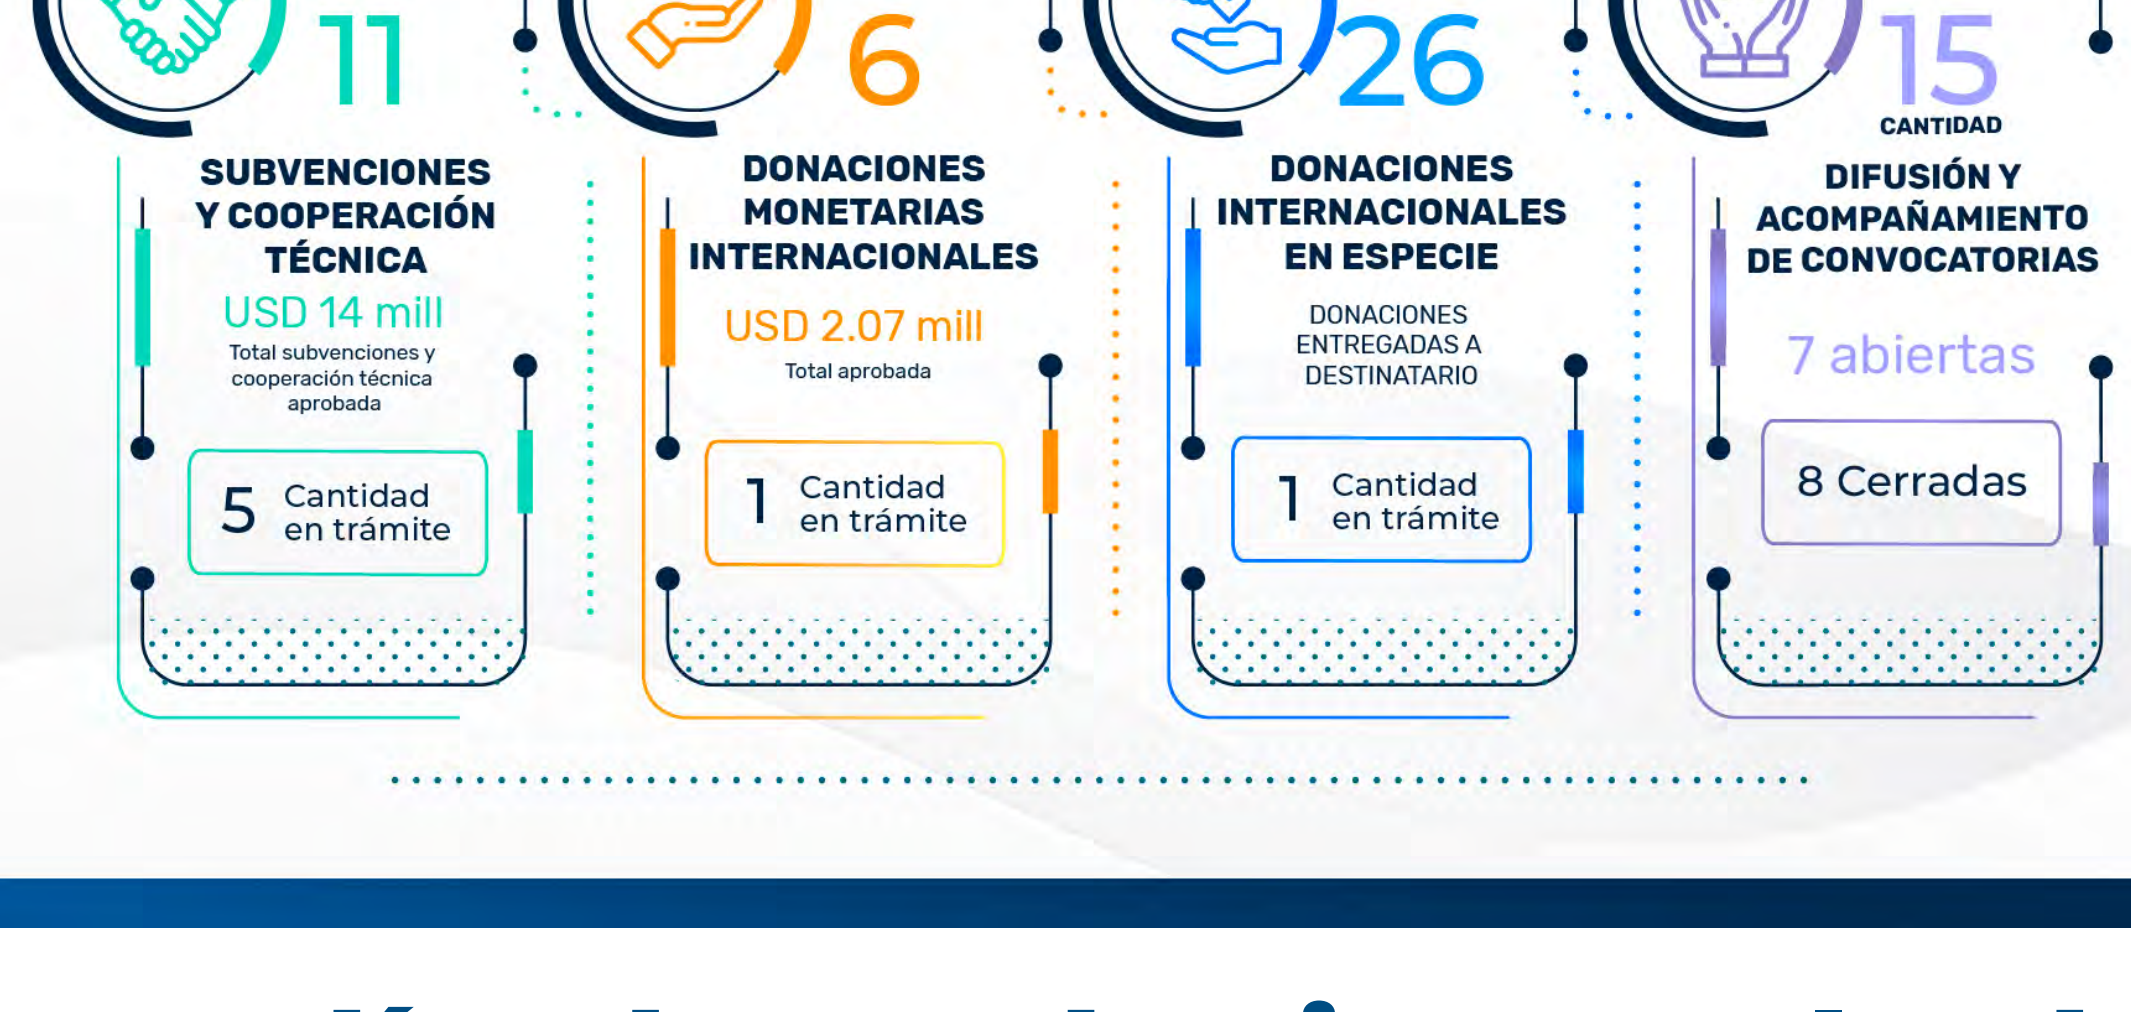 11
SUBVENCIONES
Y COOPERACIÓN
TÉCNICA
USD 14 mill
Total subvenciones y
cooperación técnica
aprobada
5
Cantidad
en trámite
6
DONACIONES
MONETARIAS
INTERNACIONALES
USD 2.07 mill
Total aprobada
1
Cantidad
en trámite
26
DONACIONES
INTERNACIONALES
EN ESPECIE
DONACIONES
ENTREGADAS A
DESTINATARIO
1
Cantidad
en trámite
15
CANTIDAD
DIFUSIÓN Y
ACOMPAÑAMIENTO
DE CONVOCATORIAS
7 abiertas
8 Cerradas